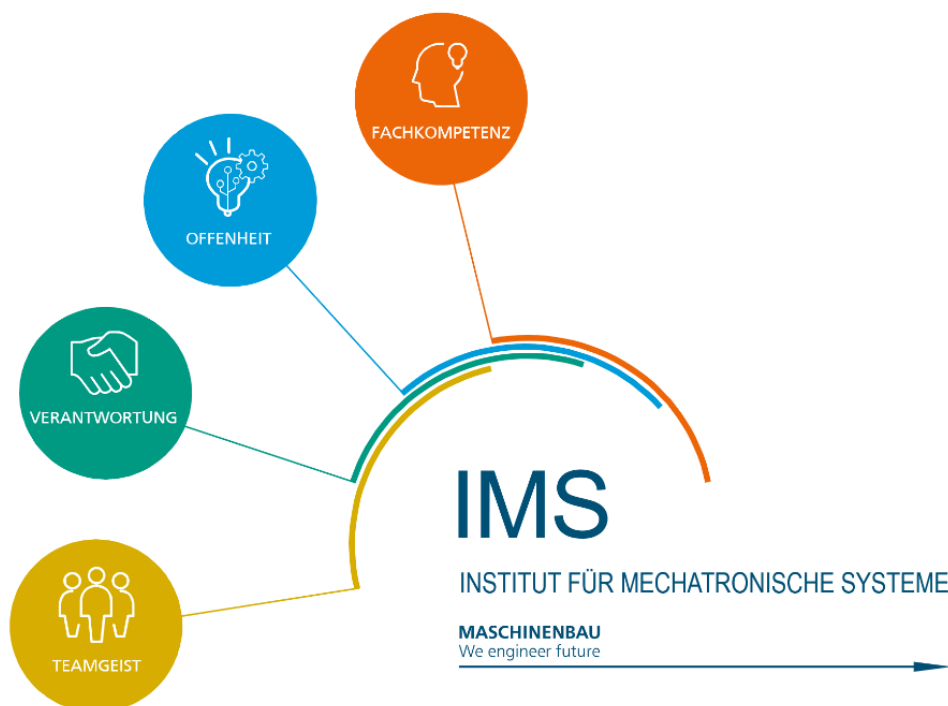 FACHKOMPETENZ
OFFENHEIT
VERANTWORTUNG
TEAMGEIST
IMS
INSTITUT FÜR MECHATRONISCHE SYSTEME
MASCHINENBAU
We engineer future